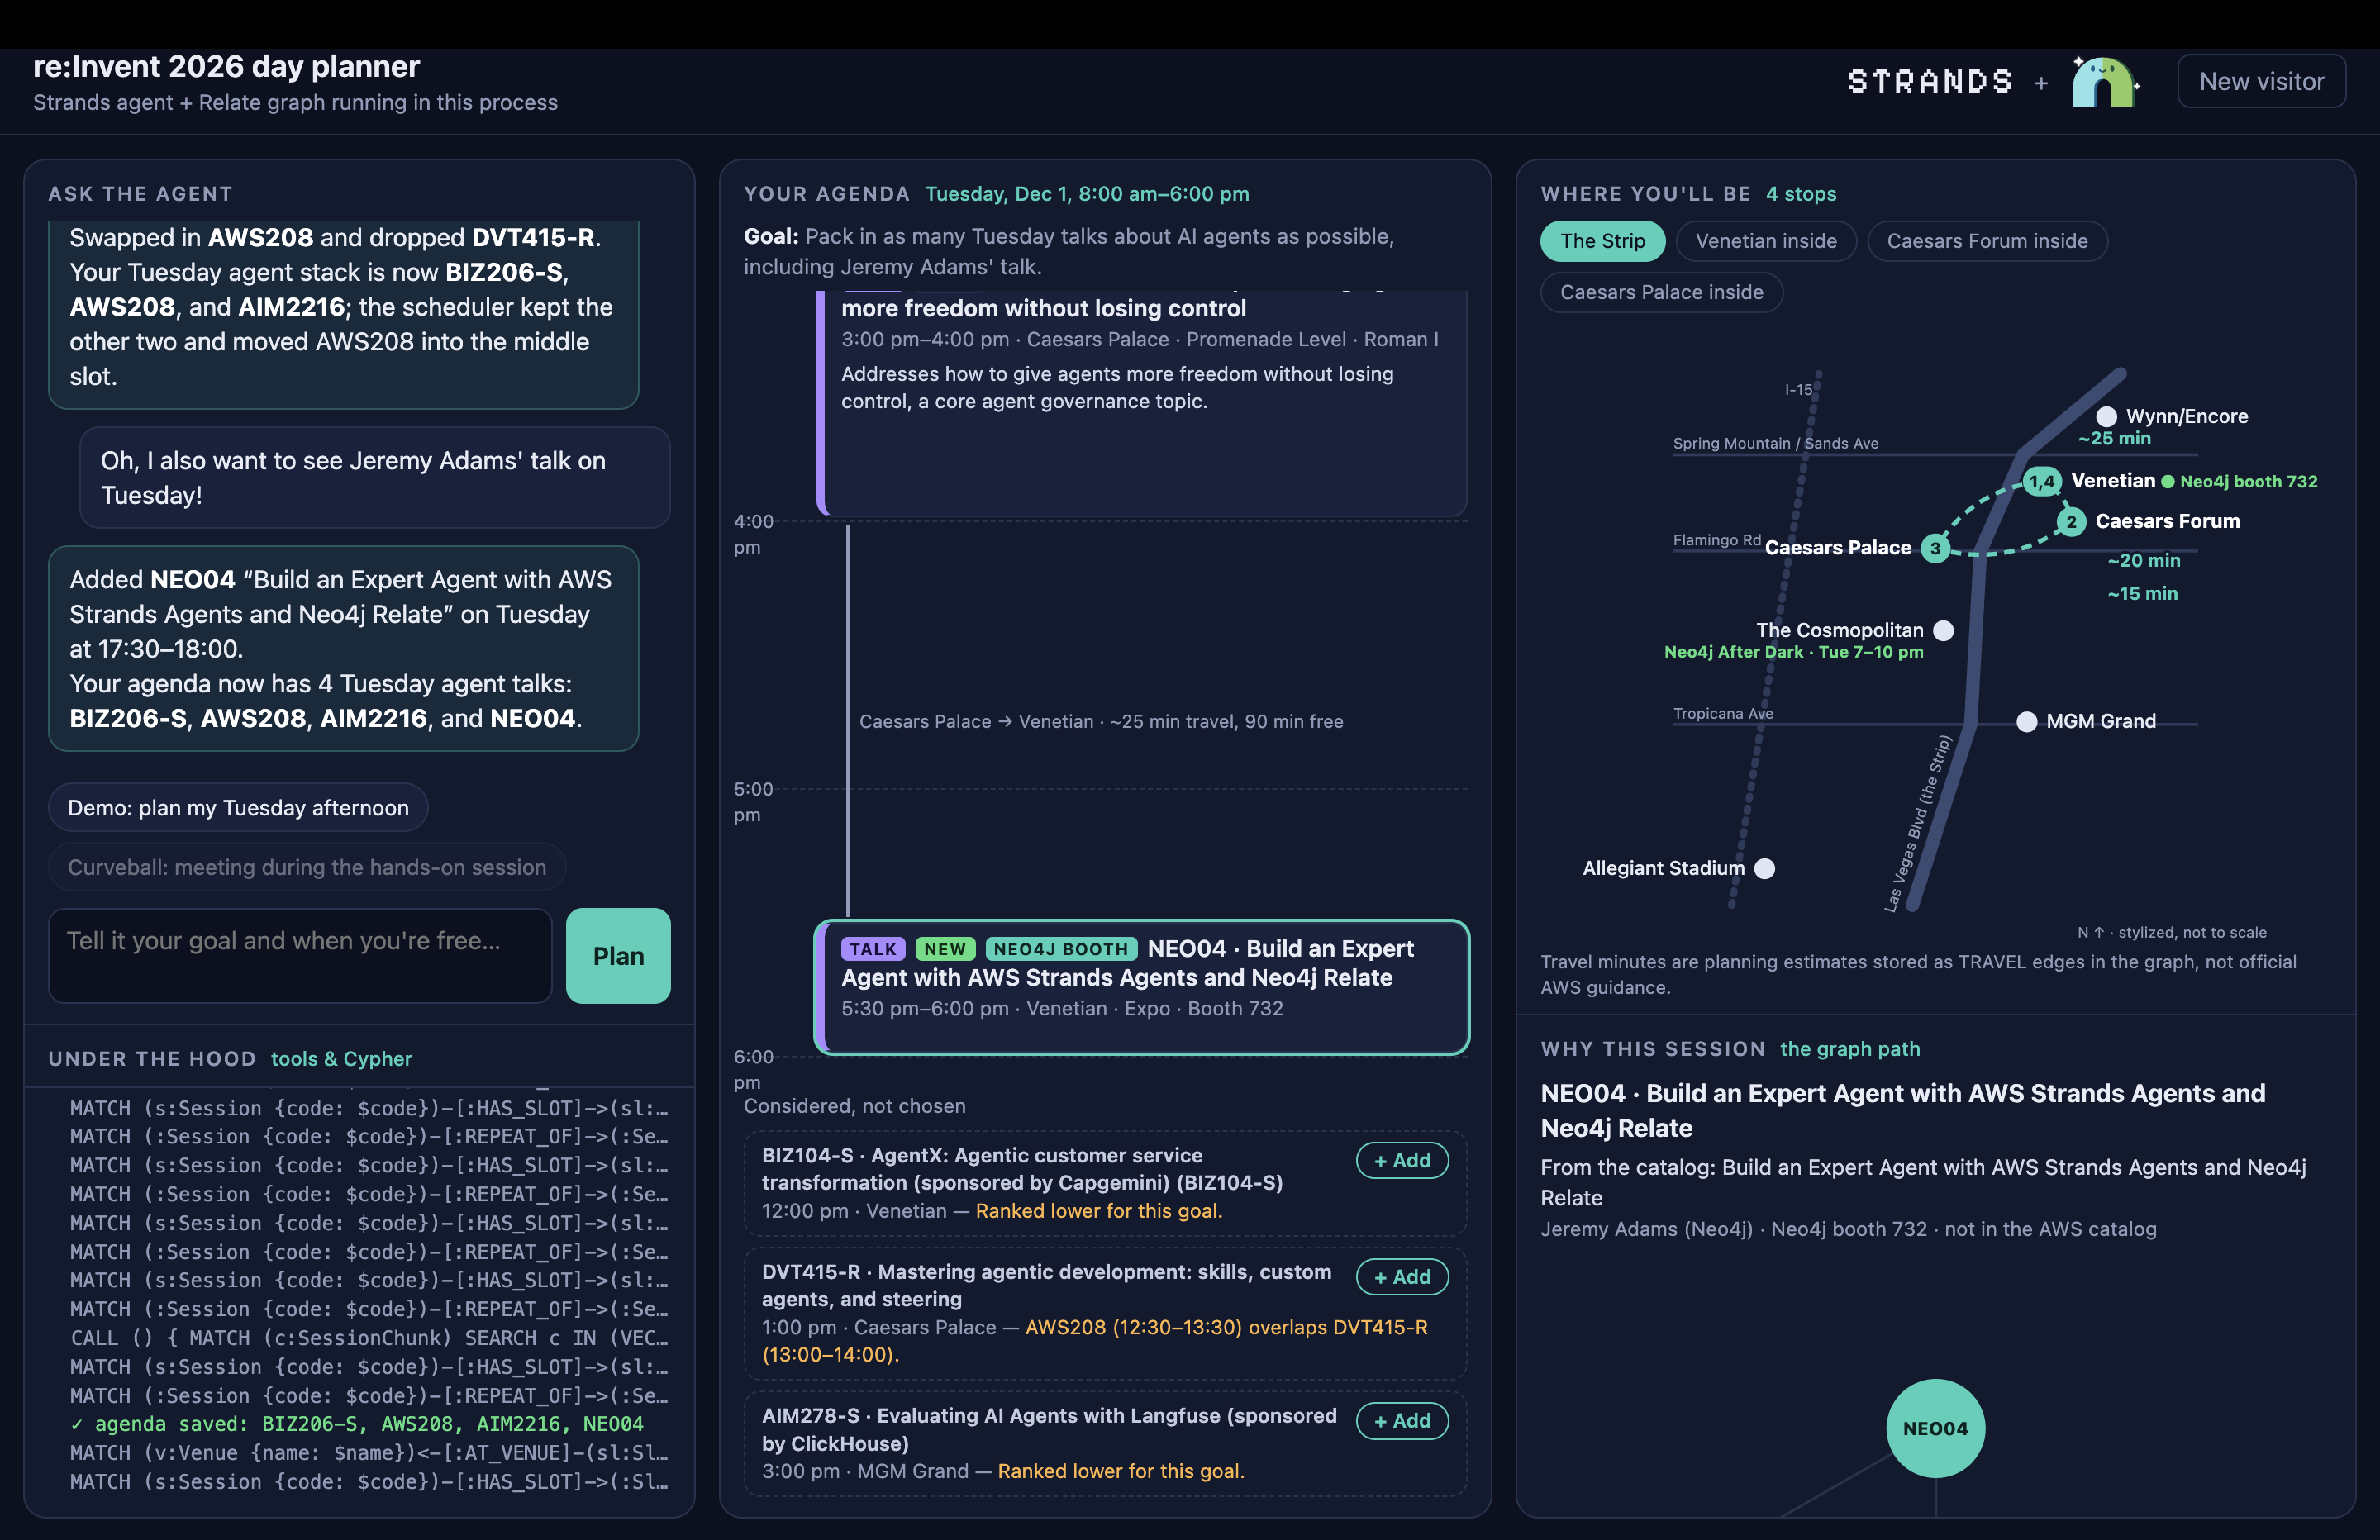 re:Invent 2026 day planner
Strands agent + Relate graph running in this process
STRANDS +
New visitor
ASK THE AGENT
Swapped in AWS208 and dropped DVT415-R.
Your Tuesday agent stack is now BIZ206-S,
AWS208, and AIM2216; the scheduler kept the
other two and moved AWS208 into the middle
slot.
Oh, I also want to see Jeremy Adams' talk on
Tuesday!
Added NEO04 “Build an Expert Agent with AWS
Strands Agents and Neo4j Relate” on Tuesday
at 17:30–18:00.
Your agenda now has 4 Tuesday agent talks:
BIZ206-S, AWS208, AIM2216, and NEO04.
Demo: plan my Tuesday afternoon
Curveball: meeting during the hands-on session
Tell it your goal and when you're free...
Plan
UNDER THE HOOD tools & Cypher
MATCH (s:Session {code: $code})-[:HAS_SLOT]->(sl:…
MATCH (:Session {code: $code})-[:REPEAT_OF]->(:Se…
MATCH (s:Session {code: $code})-[:HAS_SLOT]->(sl:…
MATCH (:Session {code: $code})-[:REPEAT_OF]->(:Se…
MATCH (s:Session {code: $code})-[:HAS_SLOT]->(sl:…
MATCH (:Session {code: $code})-[:REPEAT_OF]->(:Se…
MATCH (s:Session {code: $code})-[:HAS_SLOT]->(sl:…
MATCH (:Session {code: $code})-[:REPEAT_OF]->(:Se…
CALL () { MATCH (c:SessionChunk) SEARCH c IN (VEC…
MATCH (s:Session {code: $code})-[:HAS_SLOT]->(sl:…
MATCH (:Session {code: $code})-[:REPEAT_OF]->(:Se…
✓ agenda saved: BIZ206-S, AWS208, AIM2216, NEO04
MATCH (v:Venue {name: $name})<-[:AT_VENUE]-(sl:Sl…
MATCH (s:Session {code: $code})-[:HAS_SLOT]->(:Sl…
YOUR AGENDA Tuesday, Dec 1, 8:00 am–6:00 pm
Goal: Pack in as many Tuesday talks about AI agents as possible,
including Jeremy Adams' talk.
more freedom without losing control
3:00 pm–4:00 pm · Caesars Palace · Promenade Level · Roman I
Addresses how to give agents more freedom without losing
control, a core agent governance topic.
4:00
pm
Caesars Palace → Venetian · ~25 min travel, 90 min free
5:00
pm
TALK NEW NEO4J BOOTH NEO04 · Build an Expert
Agent with AWS Strands Agents and Neo4j Relate
5:30 pm–6:00 pm · Venetian · Expo · Booth 732
6:00
pm
Considered, not chosen
BIZ104-S · AgentX: Agentic customer service
transformation (sponsored by Capgemini) (BIZ104-S)
12:00 pm · Venetian — Ranked lower for this goal.
+ Add
DVT415-R · Mastering agentic development: skills, custom
agents, and steering
1:00 pm · Caesars Palace — AWS208 (12:30–13:30) overlaps DVT415-R
(13:00–14:00).
+ Add
AIM278-S · Evaluating AI Agents with Langfuse (sponsored
by ClickHouse)
3:00 pm · MGM Grand — Ranked lower for this goal.
+ Add
WHERE YOU'LL BE 4 stops
The Strip
Venetian inside
Caesars Forum inside
Caesars Palace inside
I-15
Wynn/Encore
~25 min
Spring Mountain / Sands Ave
1,4 Venetian Neo4j booth 732
2 Caesars Forum
Flamingo Rd
Caesars Palace 3
~20 min
~15 min
The Cosmopolitan
Neo4j After Dark · Tue 7–10 pm
Tropicana Ave
MGM Grand
Las Vegas Blvd (the Strip)
Allegiant Stadium
N ↑ · stylized, not to scale
Travel minutes are planning estimates stored as TRAVEL edges in the graph, not official
AWS guidance.
WHY THIS SESSION the graph path
NEO04 · Build an Expert Agent with AWS Strands Agents and
Neo4j Relate
From the catalog: Build an Expert Agent with AWS Strands Agents and Neo4j
Relate
Jeremy Adams (Neo4j) · Neo4j booth 732 · not in the AWS catalog
NEO04